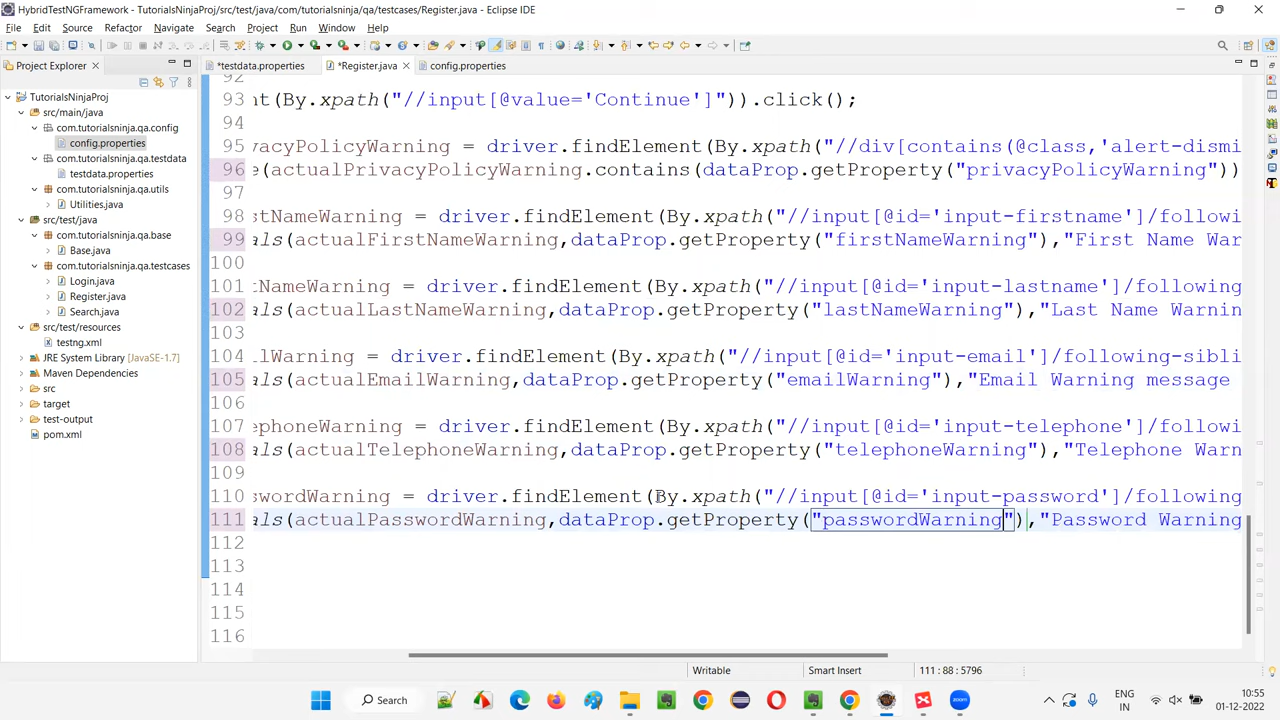 HybridTestNGFramework - TutorialsNinjaProj/src/test/java/com/tutorialsninja/qa/testcases/Register.java - Eclipse IDE
File Edit Source Refactor Navigate Search Project Run Window Help
Project Explorer
*testdata.properties
*Register.java
config.properties
TutorialsNinjaProj
src/main/java
com.tutorialsninja.qa.config
config.properties
com.tutorialsninja.qa.testdata
testdata.properties
com.tutorialsninja.qa.utils
Utilities.java
src/test/java
com.tutorialsninja.qa.base
Base.java
com.tutorialsninja.qa.testcases
Login.java
Register.java
Search.java
src/test/resources
testng.xml
JRE System Library [JavaSE-1.7]
Maven Dependencies
src
target
test-output
pom.xml
92
93 nt(By.xpath("//input[@value='Continue']")).click();
94
95 vacyPolicyWarning = driver.findElement(By.xpath("//div[contains(@class,'alert-dismi
96 e(actualPrivacyPolicyWarning.contains(dataProp.getProperty("privacyPolicyWarning"))
97
98 stNameWarning = driver.findElement(By.xpath("//input[@id='input-firstname']/followi
99 als(actualFirstNameWarning,dataProp.getProperty("firstNameWarning"),"First Name War
100
101 tNameWarning = driver.findElement(By.xpath("//input[@id='input-lastname']/following
102 als(actualLastNameWarning,dataProp.getProperty("lastNameWarning"),"Last Name Warnin
103
104 ilWarning = driver.findElement(By.xpath("//input[@id='input-email']/following-sibli
105 als(actualEmailWarning,dataProp.getProperty("emailWarning"),"Email Warning message
106
107 ephoneWarning = driver.findElement(By.xpath("//input[@id='input-telephone']/followi
108 als(actualTelephoneWarning,dataProp.getProperty("telephoneWarning"),"Telephone Warn
109
110 swordWarning = driver.findElement(By.xpath("//input[@id='input-password']/following
111 als(actualPasswordWarning,dataProp.getProperty("passwordWarning"),"Password Warning
112
113
114
115
116
Writable
Smart Insert
111 : 88 : 5796
Search
ENG
IN
10:55
01-12-2022